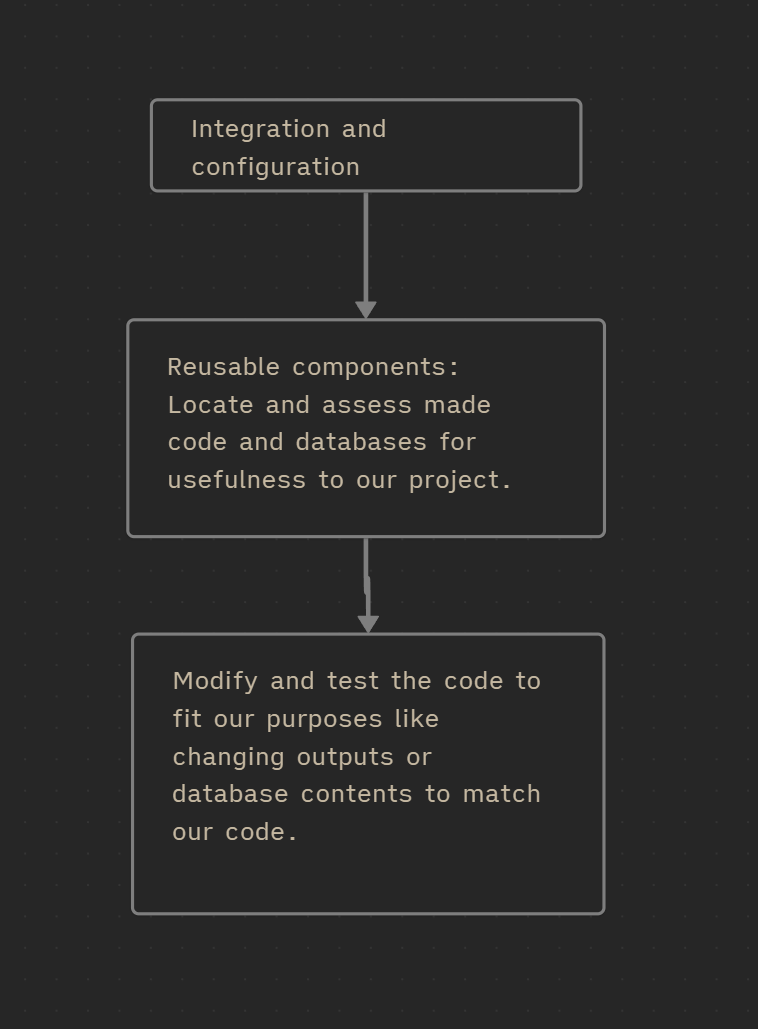 Integration and
configuration
Reusable components:
Locate and assess made
code and databases for
usefulness to our project.
Modify and test the code to
fit our purposes like
changing outputs or
database contents to match
our code.